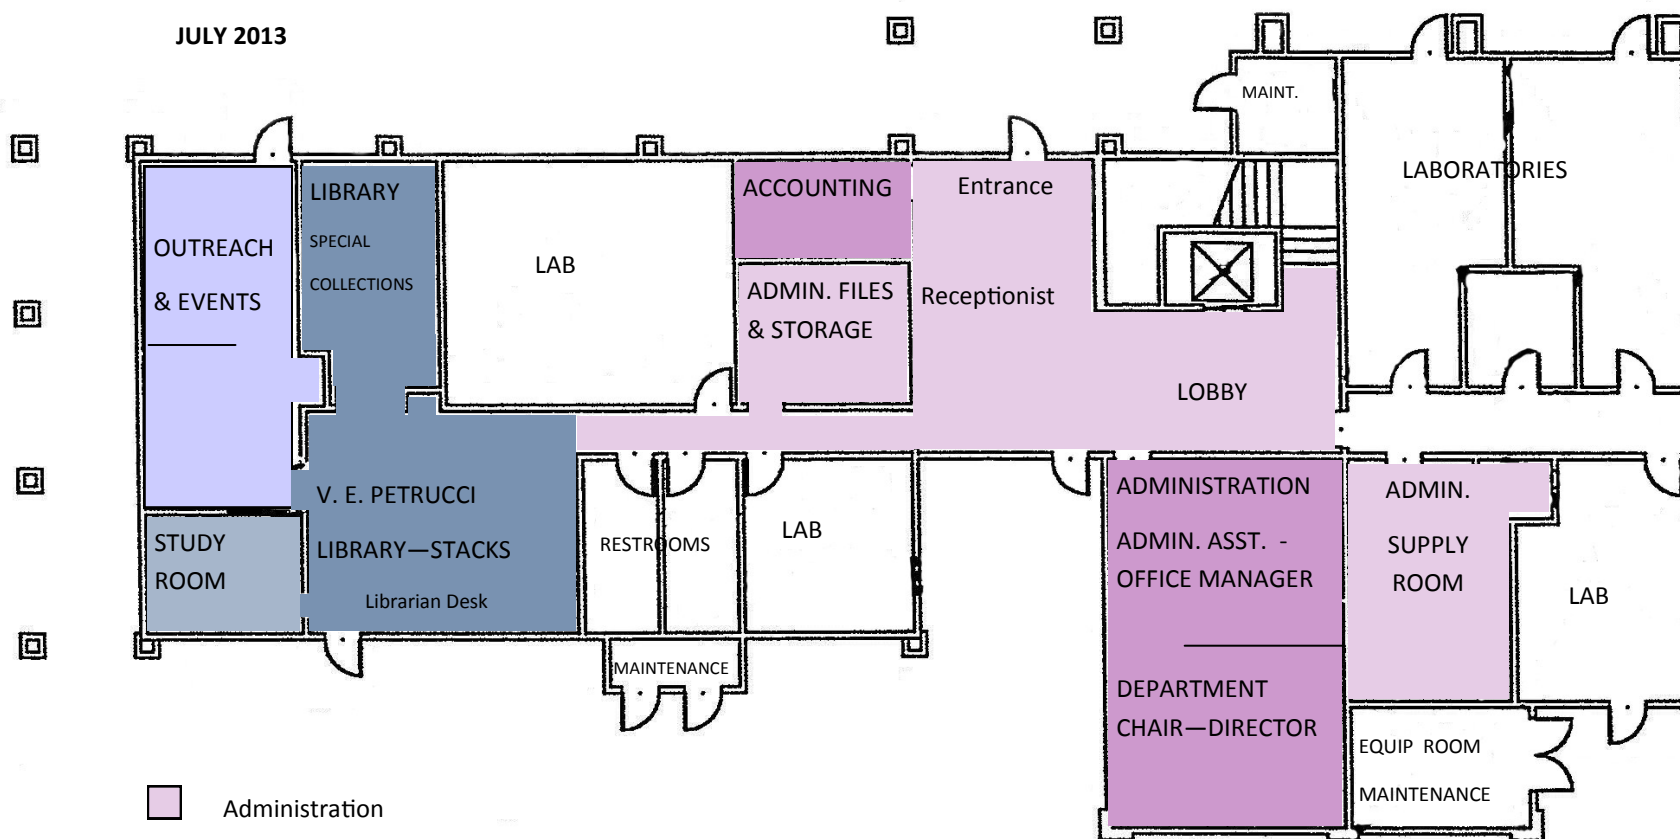 JULY 2013
MAINT.
LABORATORIES
LIBRARY
SPECIAL
COLLECTIONS
OUTREACH
& EVENTS
LAB
ACCOUNTING
ADMIN. FILES
& STORAGE
Entrance
Receptionist
LOBBY
V. E. PETRUCCI
LIBRARY—STACKS
Librarian Desk
STUDY
ROOM
RESTROOMS
LAB
MAINTENANCE
ADMINISTRATION
ADMIN. ASST. -
OFFICE MANAGER
DEPARTMENT
CHAIR—DIRECTOR
ADMIN.
SUPPLY
ROOM
LAB
EQUIP ROOM
MAINTENANCE
Administration